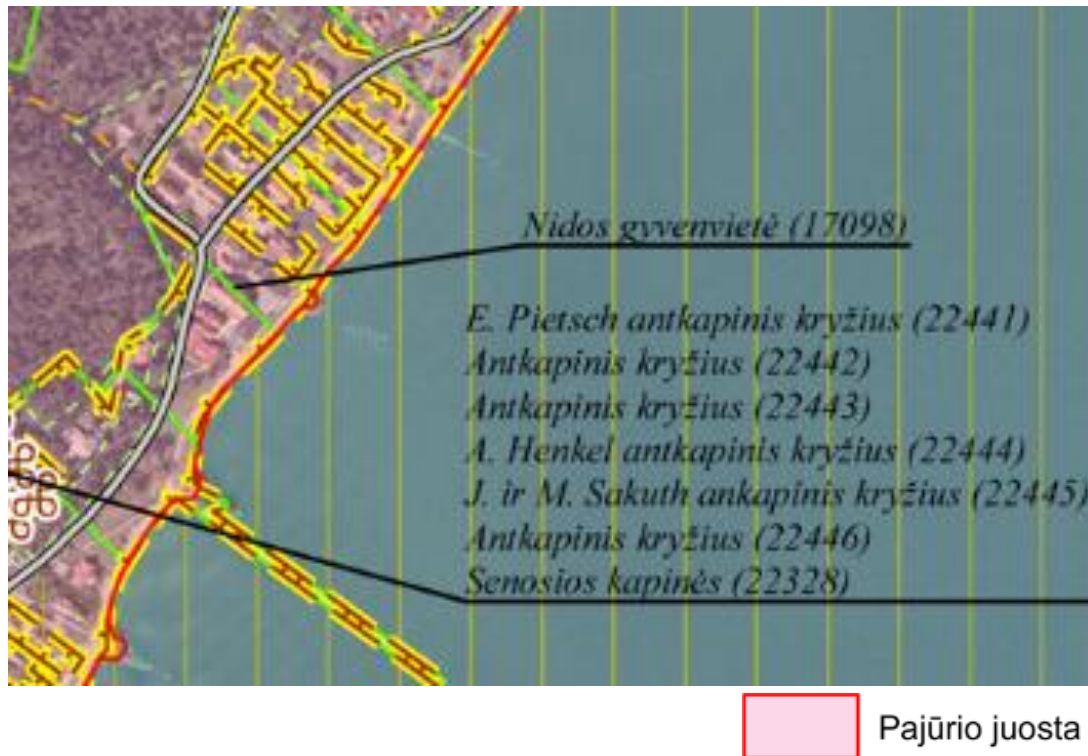 Nidos gyvenvietė (17098)
E. Pietsch antkapinis kryžius (22441)
Antkapinis kryžius (22442)
Antkapinis kryžius (22443)
A. Henkel antkapinis kryžius (22444)
J. ir M. Sakuth ankapinis kryžius (22445)
Antkapinis kryžius (22446)
Senosios kapinės (22328)
Pajūrio juosta